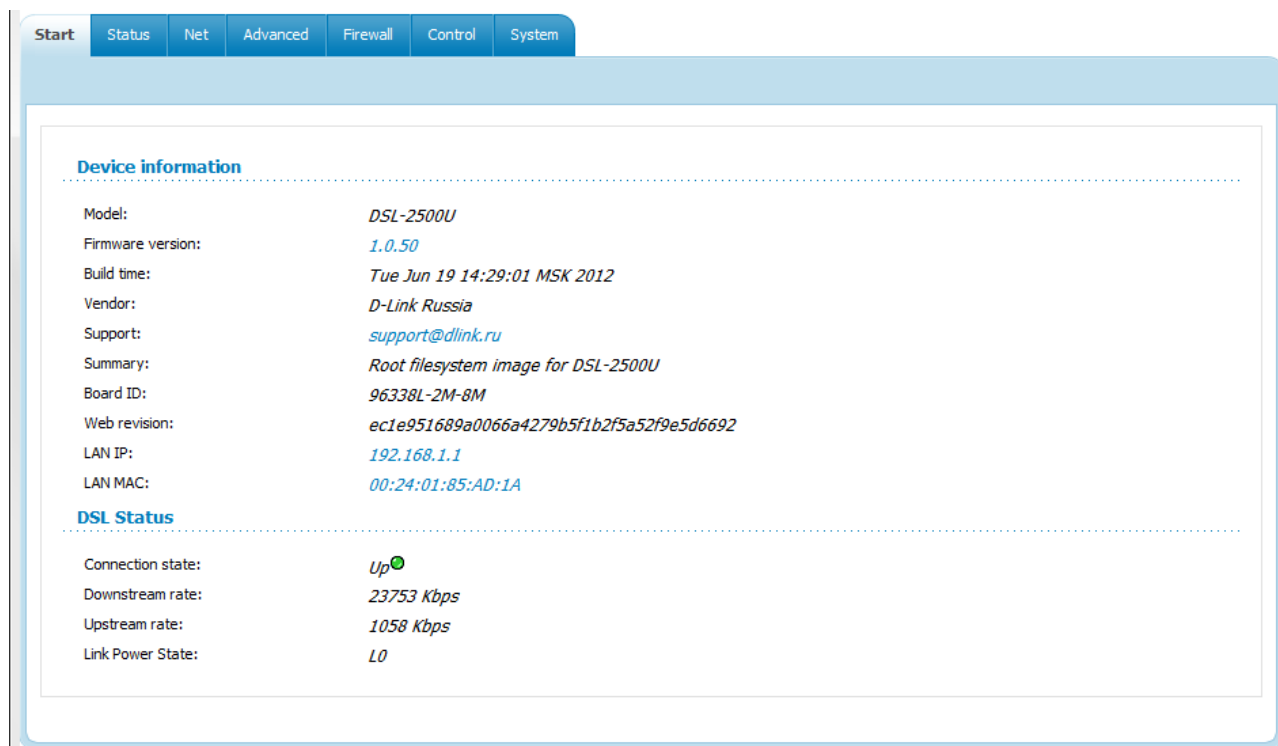 Start Status Net Advanced Firewall Control System
Device information
Model: DSL-2500U
Firmware version: 1.0.50
Build time: Tue Jun 19 14:29:01 MSK 2012
Vendor: D-Link Russia
Support: support@dlink.ru
Summary: Root filesystem image for DSL-2500U
Board ID: 96338L-2M-8M
Web revision: ec1e951689a0066a4279b5f1b2f5a52f9e5d6692
LAN IP: 192.168.1.1
LAN MAC: 00:24:01:85:AD:1A
DSL Status
Connection state: Up
Downstream rate: 23753 Kbps
Upstream rate: 1058 Kbps
Link Power State: L0